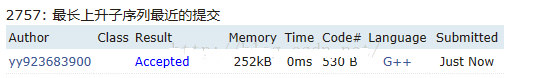 2757: 最长上升子序列最近的提交
Author Class Result Memory Time Code# Language Submitted
yy923683900 Accepted 252kB 0ms 530 B G++ Just Now